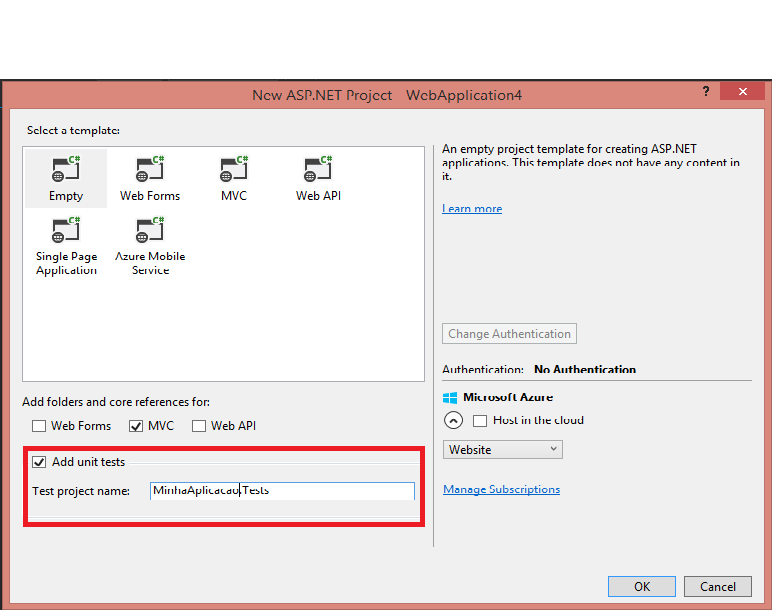 New ASP.NET Project   WebApplication4
?
Select a template:
C#
C#
C#
C#
Empty
Web Forms
MVC
Web API
C#
C#
Single Page
Application
Azure Mobile
Service
An empty project template for creating ASP.NET
applications. This template does not have any content in
it.
Learn more
Change Authentication
Authentication: No Authentication
Microsoft Azure
Host in the cloud
Website
Manage Subscriptions
Add folders and core references for:
Web Forms
MVC
Web API
Add unit tests
Test project name:
MinhaAplicacao.Tests
OK
Cancel